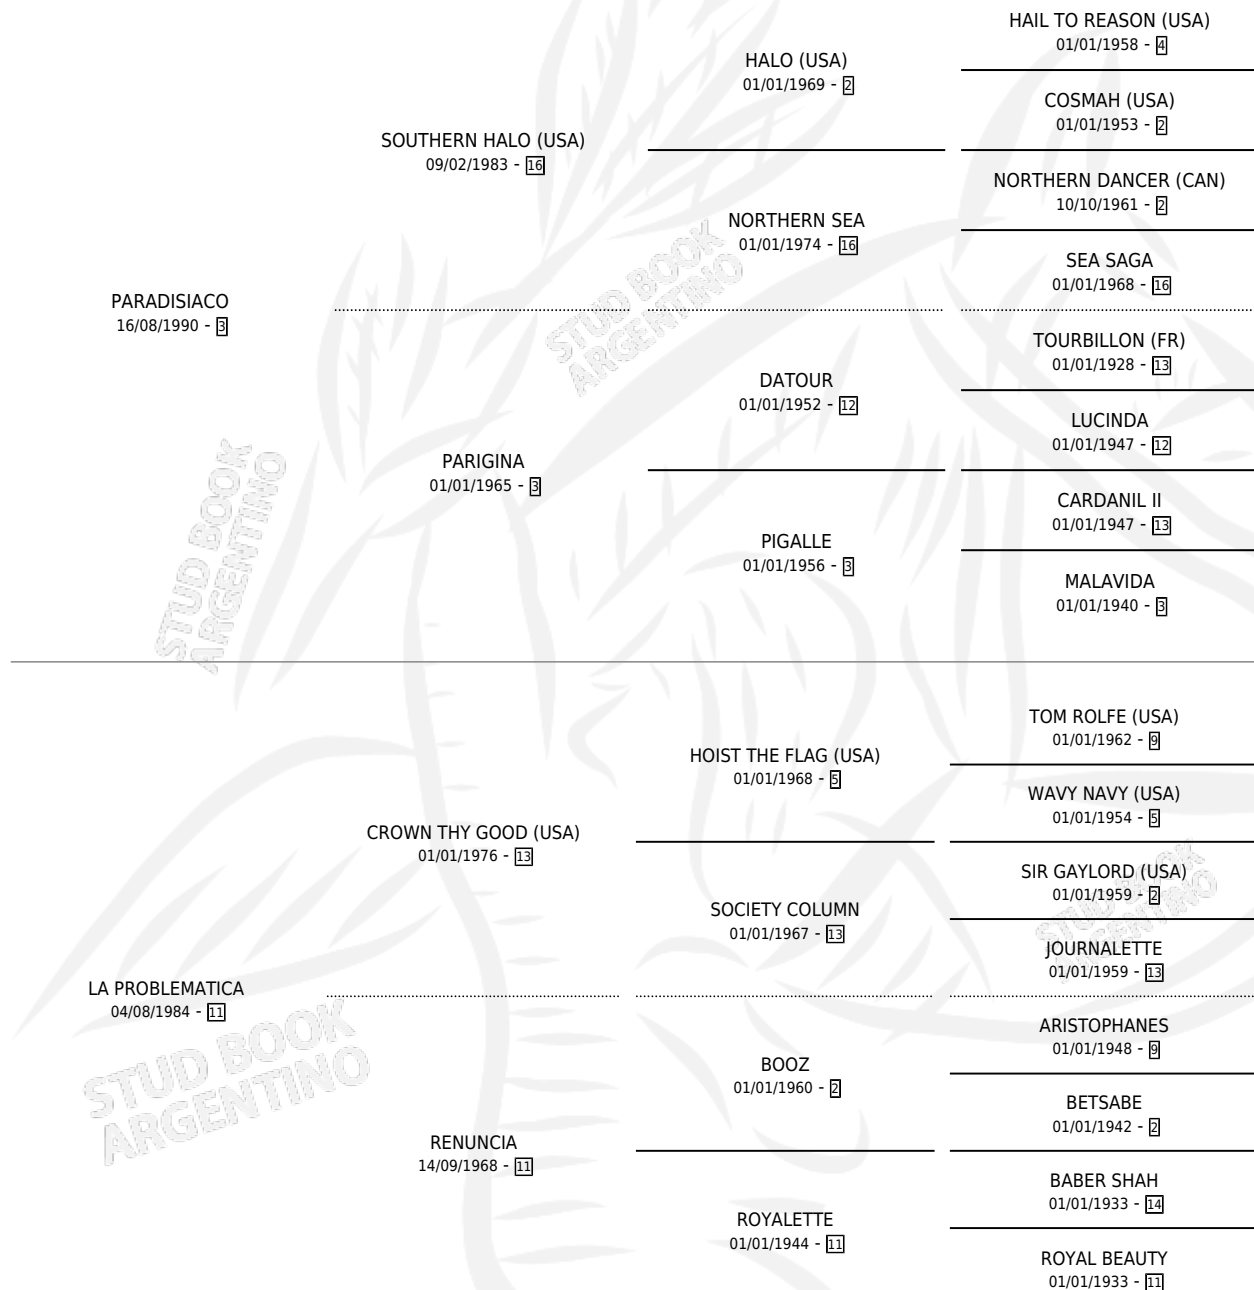 HAIL TO REASON (USA)
01/01/1958 - 4
HALO (USA)
01/01/1969 - 2
COSMAH (USA)
01/01/1953 - 2
SOUTHERN HALO (USA)
09/02/1983 - 16
NORTHERN DANCER (CAN)
10/10/1961 - 2
NORTHERN SEA
01/01/1974 - 16
SEA SAGA
01/01/1968 - 16
PARADISIACO
16/08/1990 - 3
TOURBILLON (FR)
01/01/1928 - 13
DATOUR
01/01/1952 - 12
LUCINDA
01/01/1947 - 12
PARIGINA
01/01/1965 - 3
CARDANIL II
01/01/1947 - 13
PIGALLE
01/01/1956 - 3
MALAVIDA
01/01/1940 - 3
TOM ROLFE (USA)
01/01/1962 - 9
HOIST THE FLAG (USA)
01/01/1968 - 5
WAVY NAVY (USA)
01/01/1954 - 5
CROWN THY GOOD (USA)
01/01/1976 - 13
SIR GAYLORD (USA)
01/01/1959 - 2
SOCIETY COLUMN
01/01/1967 - 13
JOURNALETTE
01/01/1959 - 13
LA PROBLEMATICA
04/08/1984 - 11
ARISTOPHANES
01/01/1948 - 9
BOOZ
01/01/1960 - 2
BETSABE
01/01/1942 - 2
RENUNCIA
14/09/1968 - 11
BABER SHAH
01/01/1933 - 14
ROYALETTE
01/01/1944 - 11
ROYAL BEAUTY
01/01/1933 - 11
STUD BOOK
ARGENTINO
STUD BOOK
ARGENTINO
STUD BOOK
ARGENTINO
STUD BOOK
ARGENTINO